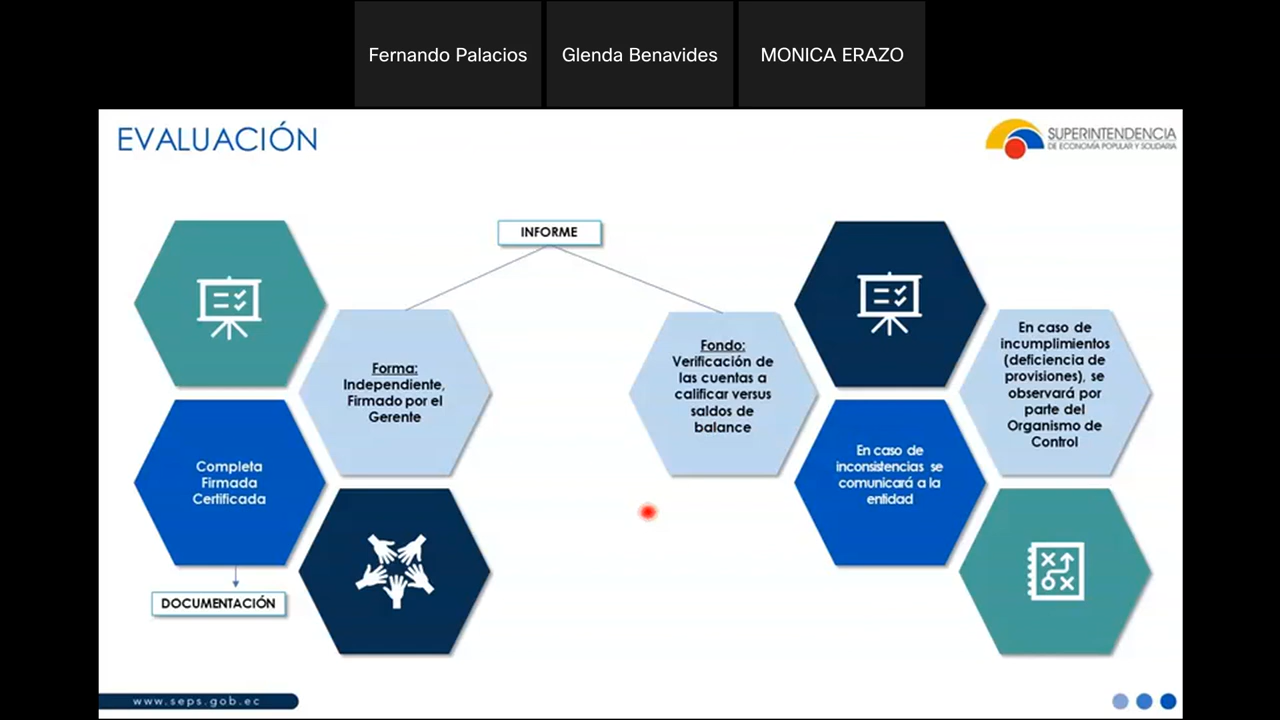 Fernando Palacios
Glenda Benavides
MONICA ERAZO
EVALUACIÓN
SUPERINTENDENCIA
DE ECONOMÍA POPULAR Y SOLIDARIA
INFORME
Forma:
Independiente,
Firmado por el
Gerente
Completa
Firmada
Certificada
DOCUMENTACIÓN
Fondo:
Verificación de
las cuentas a
calificar versus
saldos de
balance
En caso de
inconsistencias se
comunicará a la
entidad
En caso de
incumplimientos
(deficiencia de
provisiones), se
observará por
parte del
Organismo de
Control
www.seps.gob.ec